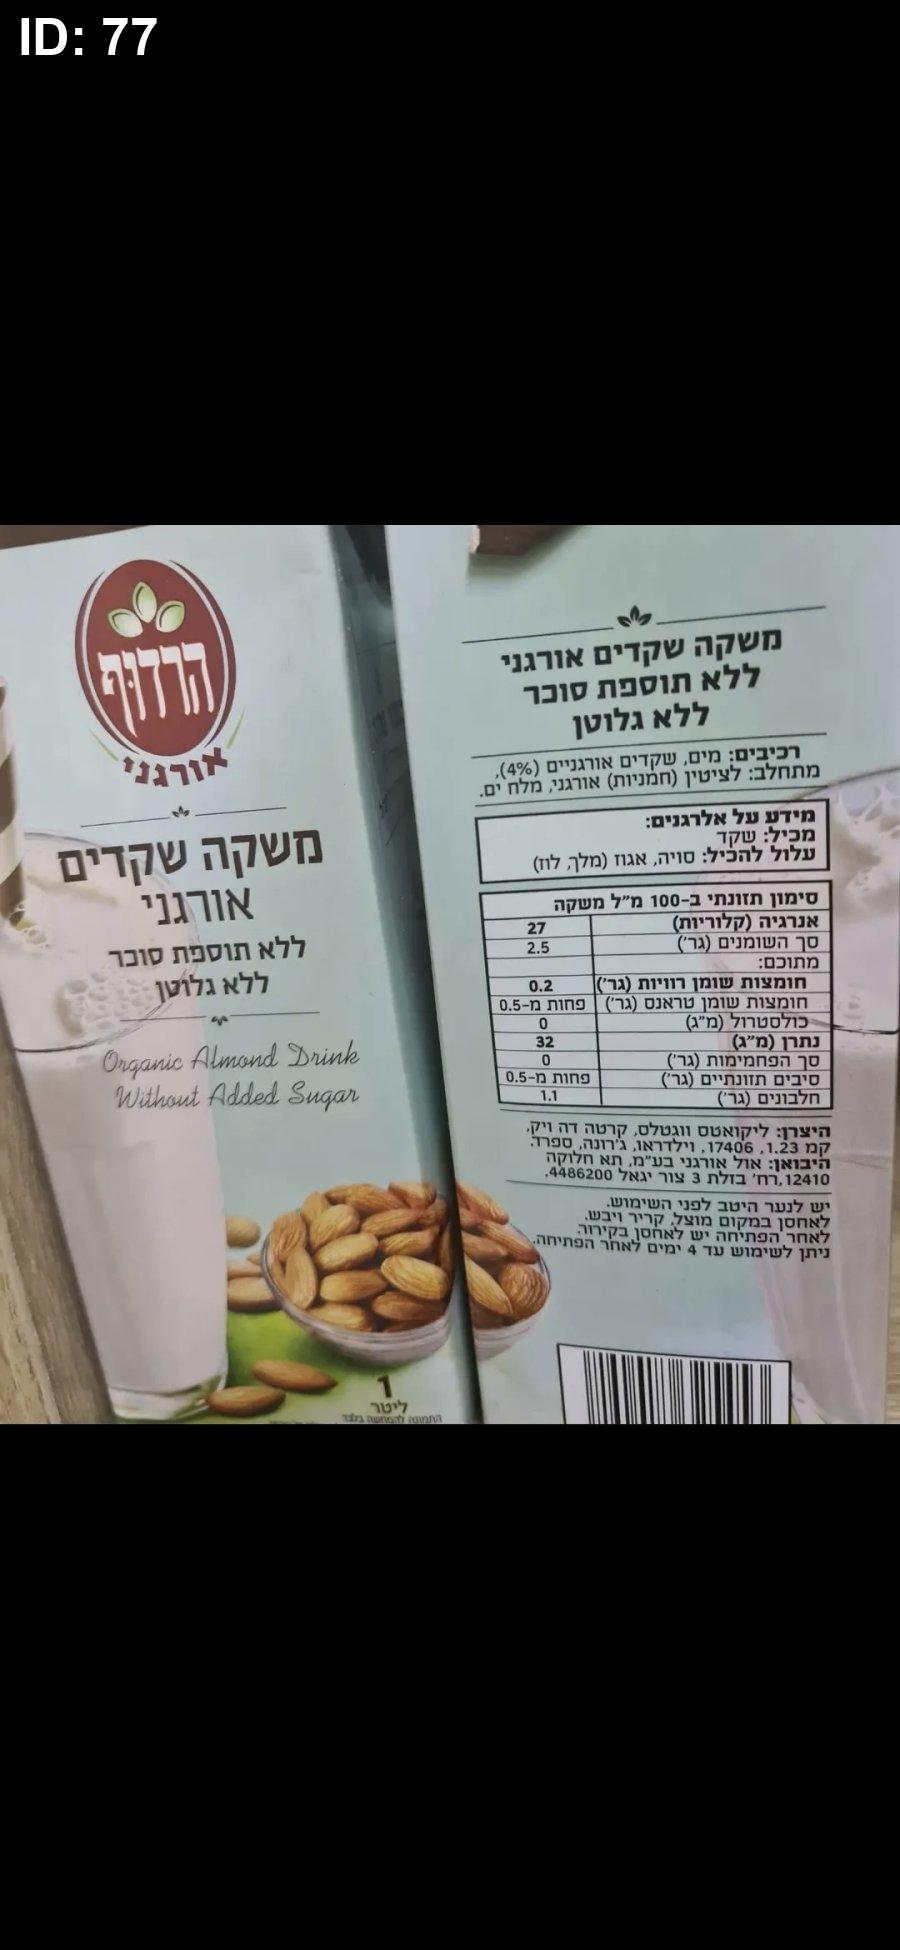 ID: 77
הרדוף
אורגני
משקה שקדים
אורגני
ללא תוספת סוכר
ללא גלוטן
Organic Almond Drink
Without Added Sugar
1
ליטר
התמונה להמחשה בלבד
משקה שקדים אורגני
ללא תוספת סוכר
ללא גלוטן
רכיבים: מים, שקדים אורגניים (4%),
מתחלב: לציטין (חמניות) אורגני, מלח ים.
מידע על אלרגנים:
מכיל: שקד
עלול להכיל: סויה, אגוז (מלך, לוז)
סימון תזונתי ב-100 מ"ל משקה
אנרגיה (קלוריות) 27
סך השומנים (גר') 2.5
מתוכם:
חומצות שומן רוויות (גר') 0.2
חומצות שומן טראנס (גר') פחות מ-0.5
כולסטרול (מ"ג) 0
נתרן (מ"ג) 32
סך הפחמימות (גר') 0
סיבים תזונתיים (גר') פחות מ-0.5
חלבונים (גר') 1.1
היצרן: ליקואטס ווגטלס, קרטה דה ויק,
קמ 1.23, 17406, וילדראו, ג'רונה, ספרד.
היבואן: אול אורגני בע"מ, תא חלוקה
12410, רח' בזלת 3 צור יגאל 4486200.
יש לנער היטב לפני השימוש.
לאחסן במקום מוצל, קריר ויבש.
לאחר הפתיחה יש לאחסן בקירור.
ניתן לשימוש עד 4 ימים לאחר הפתיחה.